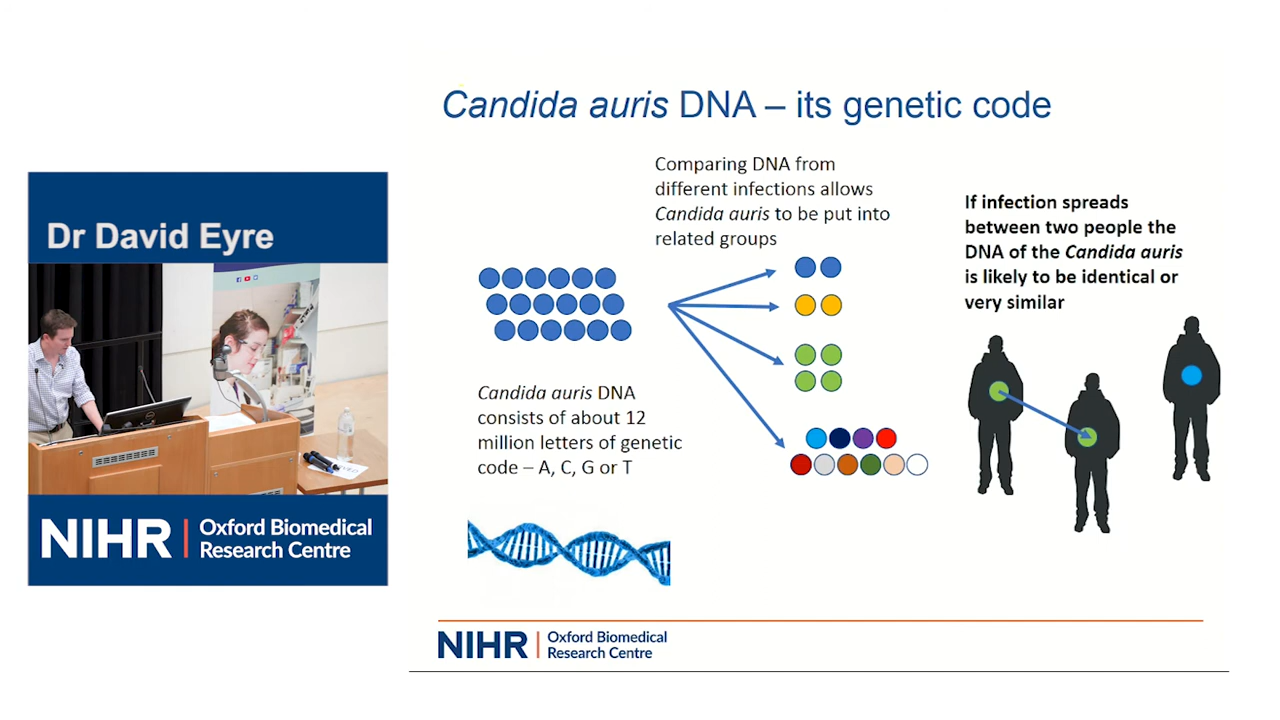 Candida auris DNA – its genetic code
Comparing DNA from
different infections allows
Candida auris to be put into
related groups
If infection spreads
between two people the
DNA of the Candida auris
is likely to be identical or
very similar
Candida auris DNA
consists of about 12
million letters of genetic
code – A, C, G or T
Dr David Eyre
NIHR | Oxford Biomedical
Research Centre
NIHR | Oxford Biomedical
Research Centre